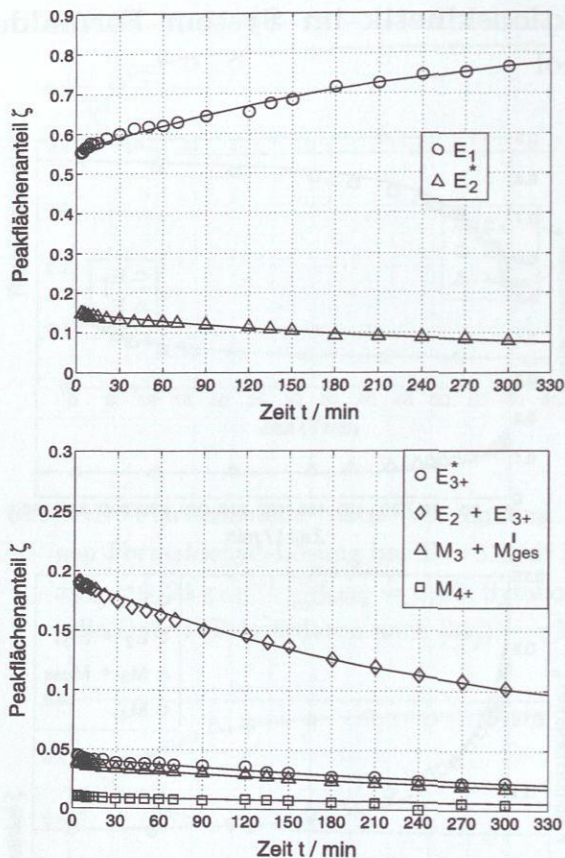 0.9
0.8
0.7
0.6
0.5
0.4
0.3
0.2
0.1
0
Peakflächenanteil ζ
○ E₁
△ E₂*
0 30 60 90 120 150 180 210 240 270 300 330
Zeit t / min
0.3
0.25
0.2
0.15
0.1
0.05
0
Peakflächenanteil ζ
○ E₃₊*
◇ E₂ + E₃₊
△ M₃ + Mᴵges
□ M₄₊
0 30 60 90 120 150 180 210 240 270 300 330
Zeit t / min